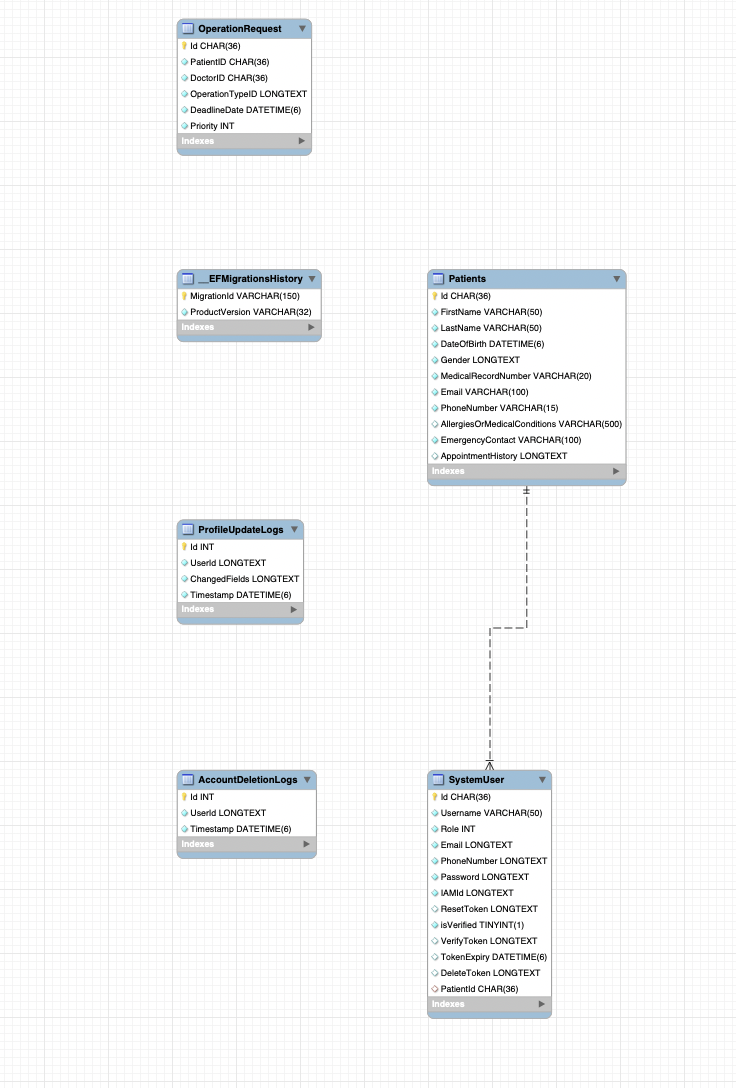 OperationRequest
Id CHAR(36)
PatientID CHAR(36)
DoctorID CHAR(36)
OperationTypeID LONGTEXT
DeadlineDate DATETIME(6)
Priority INT
Indexes
__EFMigrationsHistory
MigrationId VARCHAR(150)
ProductVersion VARCHAR(32)
Indexes
Patients
Id CHAR(36)
FirstName VARCHAR(50)
LastName VARCHAR(50)
DateOfBirth DATETIME(6)
Gender LONGTEXT
MedicalRecordNumber VARCHAR(20)
Email VARCHAR(100)
PhoneNumber VARCHAR(15)
AllergiesOrMedicalConditions VARCHAR(500)
EmergencyContact VARCHAR(100)
AppointmentHistory LONGTEXT
Indexes
ProfileUpdateLogs
Id INT
UserId LONGTEXT
ChangedFields LONGTEXT
Timestamp DATETIME(6)
Indexes
AccountDeletionLogs
Id INT
UserId LONGTEXT
Timestamp DATETIME(6)
Indexes
SystemUser
Id CHAR(36)
Username VARCHAR(50)
Role INT
Email LONGTEXT
PhoneNumber LONGTEXT
Password LONGTEXT
IAMId LONGTEXT
ResetToken LONGTEXT
isVerified TINYINT(1)
VerifyToken LONGTEXT
TokenExpiry DATETIME(6)
DeleteToken LONGTEXT
PatientId CHAR(36)
Indexes